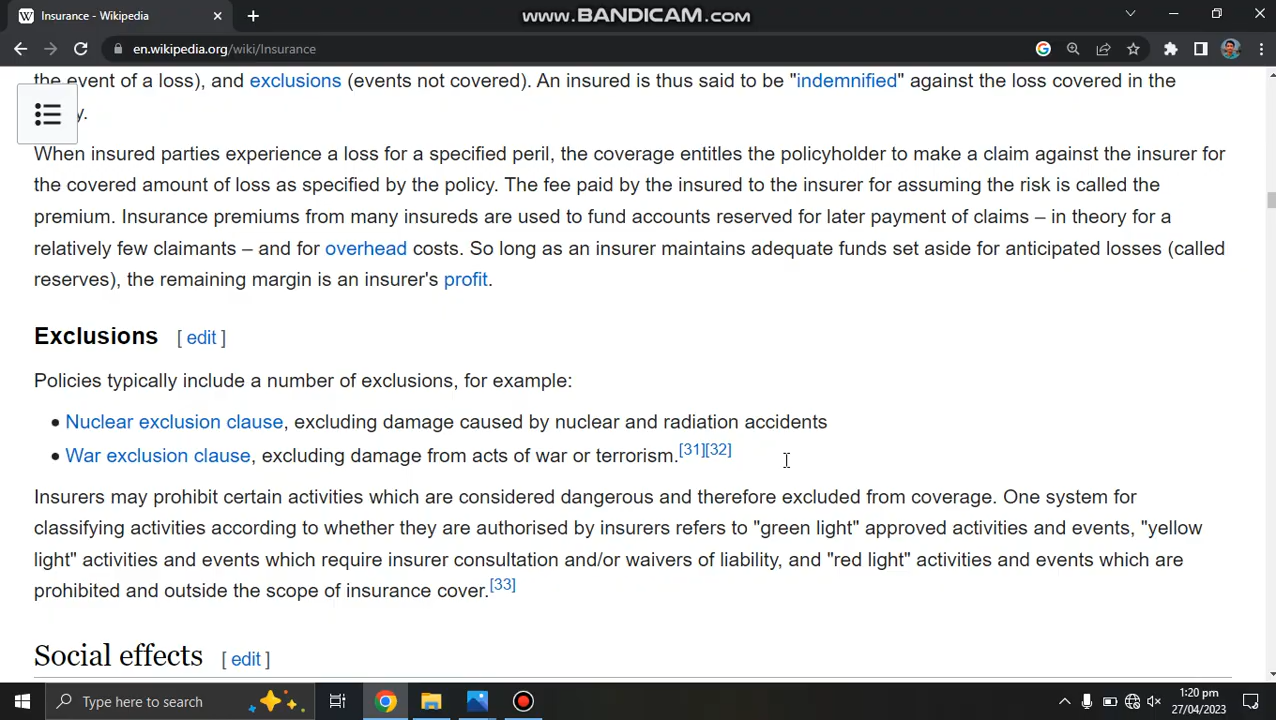 Insurance - Wikipedia
www.BANDICAM.com
en.wikipedia.org/wiki/Insurance
the event of a loss), and exclusions (events not covered). An insured is thus said to be "indemnified" against the loss covered in the
y.
When insured parties experience a loss for a specified peril, the coverage entitles the policyholder to make a claim against the insurer for
the covered amount of loss as specified by the policy. The fee paid by the insured to the insurer for assuming the risk is called the
premium. Insurance premiums from many insureds are used to fund accounts reserved for later payment of claims – in theory for a
relatively few claimants – and for overhead costs. So long as an insurer maintains adequate funds set aside for anticipated losses (called
reserves), the remaining margin is an insurer's profit.
Exclusions [ edit ]
Policies typically include a number of exclusions, for example:
• Nuclear exclusion clause, excluding damage caused by nuclear and radiation accidents
• War exclusion clause, excluding damage from acts of war or terrorism.[31][32]
Insurers may prohibit certain activities which are considered dangerous and therefore excluded from coverage. One system for
classifying activities according to whether they are authorised by insurers refers to "green light" approved activities and events, "yellow
light" activities and events which require insurer consultation and/or waivers of liability, and "red light" activities and events which are
prohibited and outside the scope of insurance cover.[33]
Social effects [ edit ]
Type here to search
1:20 pm
27/04/2023